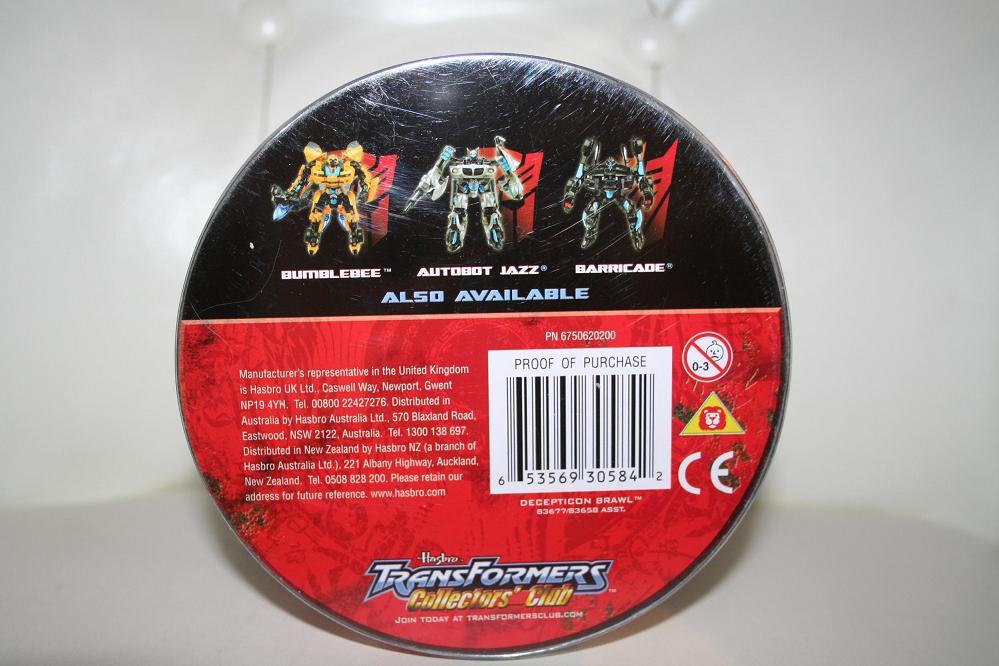 BUMBLEBEE™ AUTOBOT JAZZ® BARRICADE®
ALSO AVAILABLE
PN 6750620200
Manufacturer's representative in the United Kingdom
is Hasbro UK Ltd., Caswell Way, Newport, Gwent
NP19 4YH. Tel. 00800 22427276. Distributed in
Australia by Hasbro Australia Ltd., 570 Blaxland Road,
Eastwood, NSW 2122, Australia. Tel. 1300 138 697.
Distributed in New Zealand by Hasbro NZ (a branch of
Hasbro Australia Ltd.), 221 Albany Highway, Auckland,
New Zealand. Tel. 0508 828 200. Please retain our
address for future reference. www.hasbro.com
PROOF OF PURCHASE
6 53569 30584 2
DECEPTICON BRAWL™
83677/83658 ASST.
0-3
CE
Hasbro
TRANSFORMERS™
Collectors' Club
JOIN TODAY AT TRANSFORMERSCLUB.COM